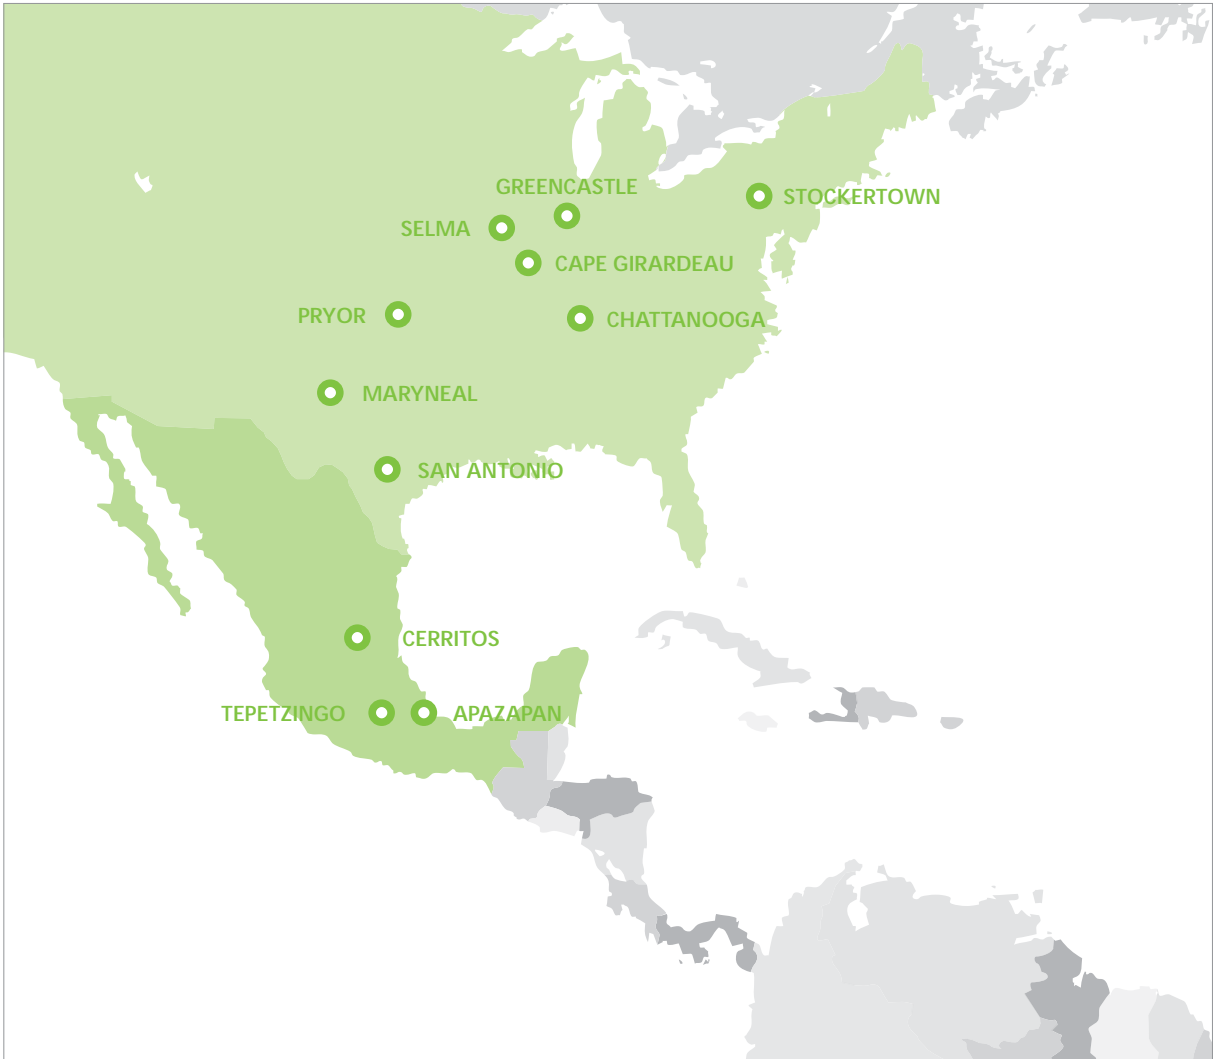 GREENCASTLE
STOCKERTOWN
SELMA
CAPE GIRARDEAU
PRYOR
CHATTANOOGA
MARYNEAL
SAN ANTONIO
CERRITOS
TEPETZINGO
APAZAPAN